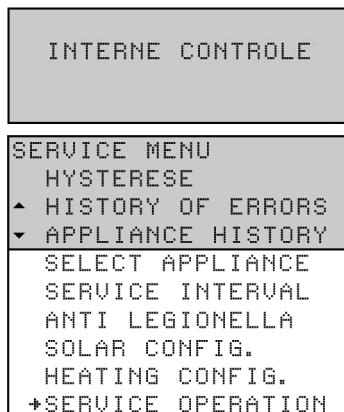 INTERNE CONTROLE
SERVICE MENU
HYSTERESE
HISTORY OF ERRORS
APPLIANCE HISTORY
SELECT APPLIANCE
SERVICE INTERVAL
ANTI LEGIONELLA
SOLAR CONFIG.
HEATING CONFIG.
→SERVICE OPERATION